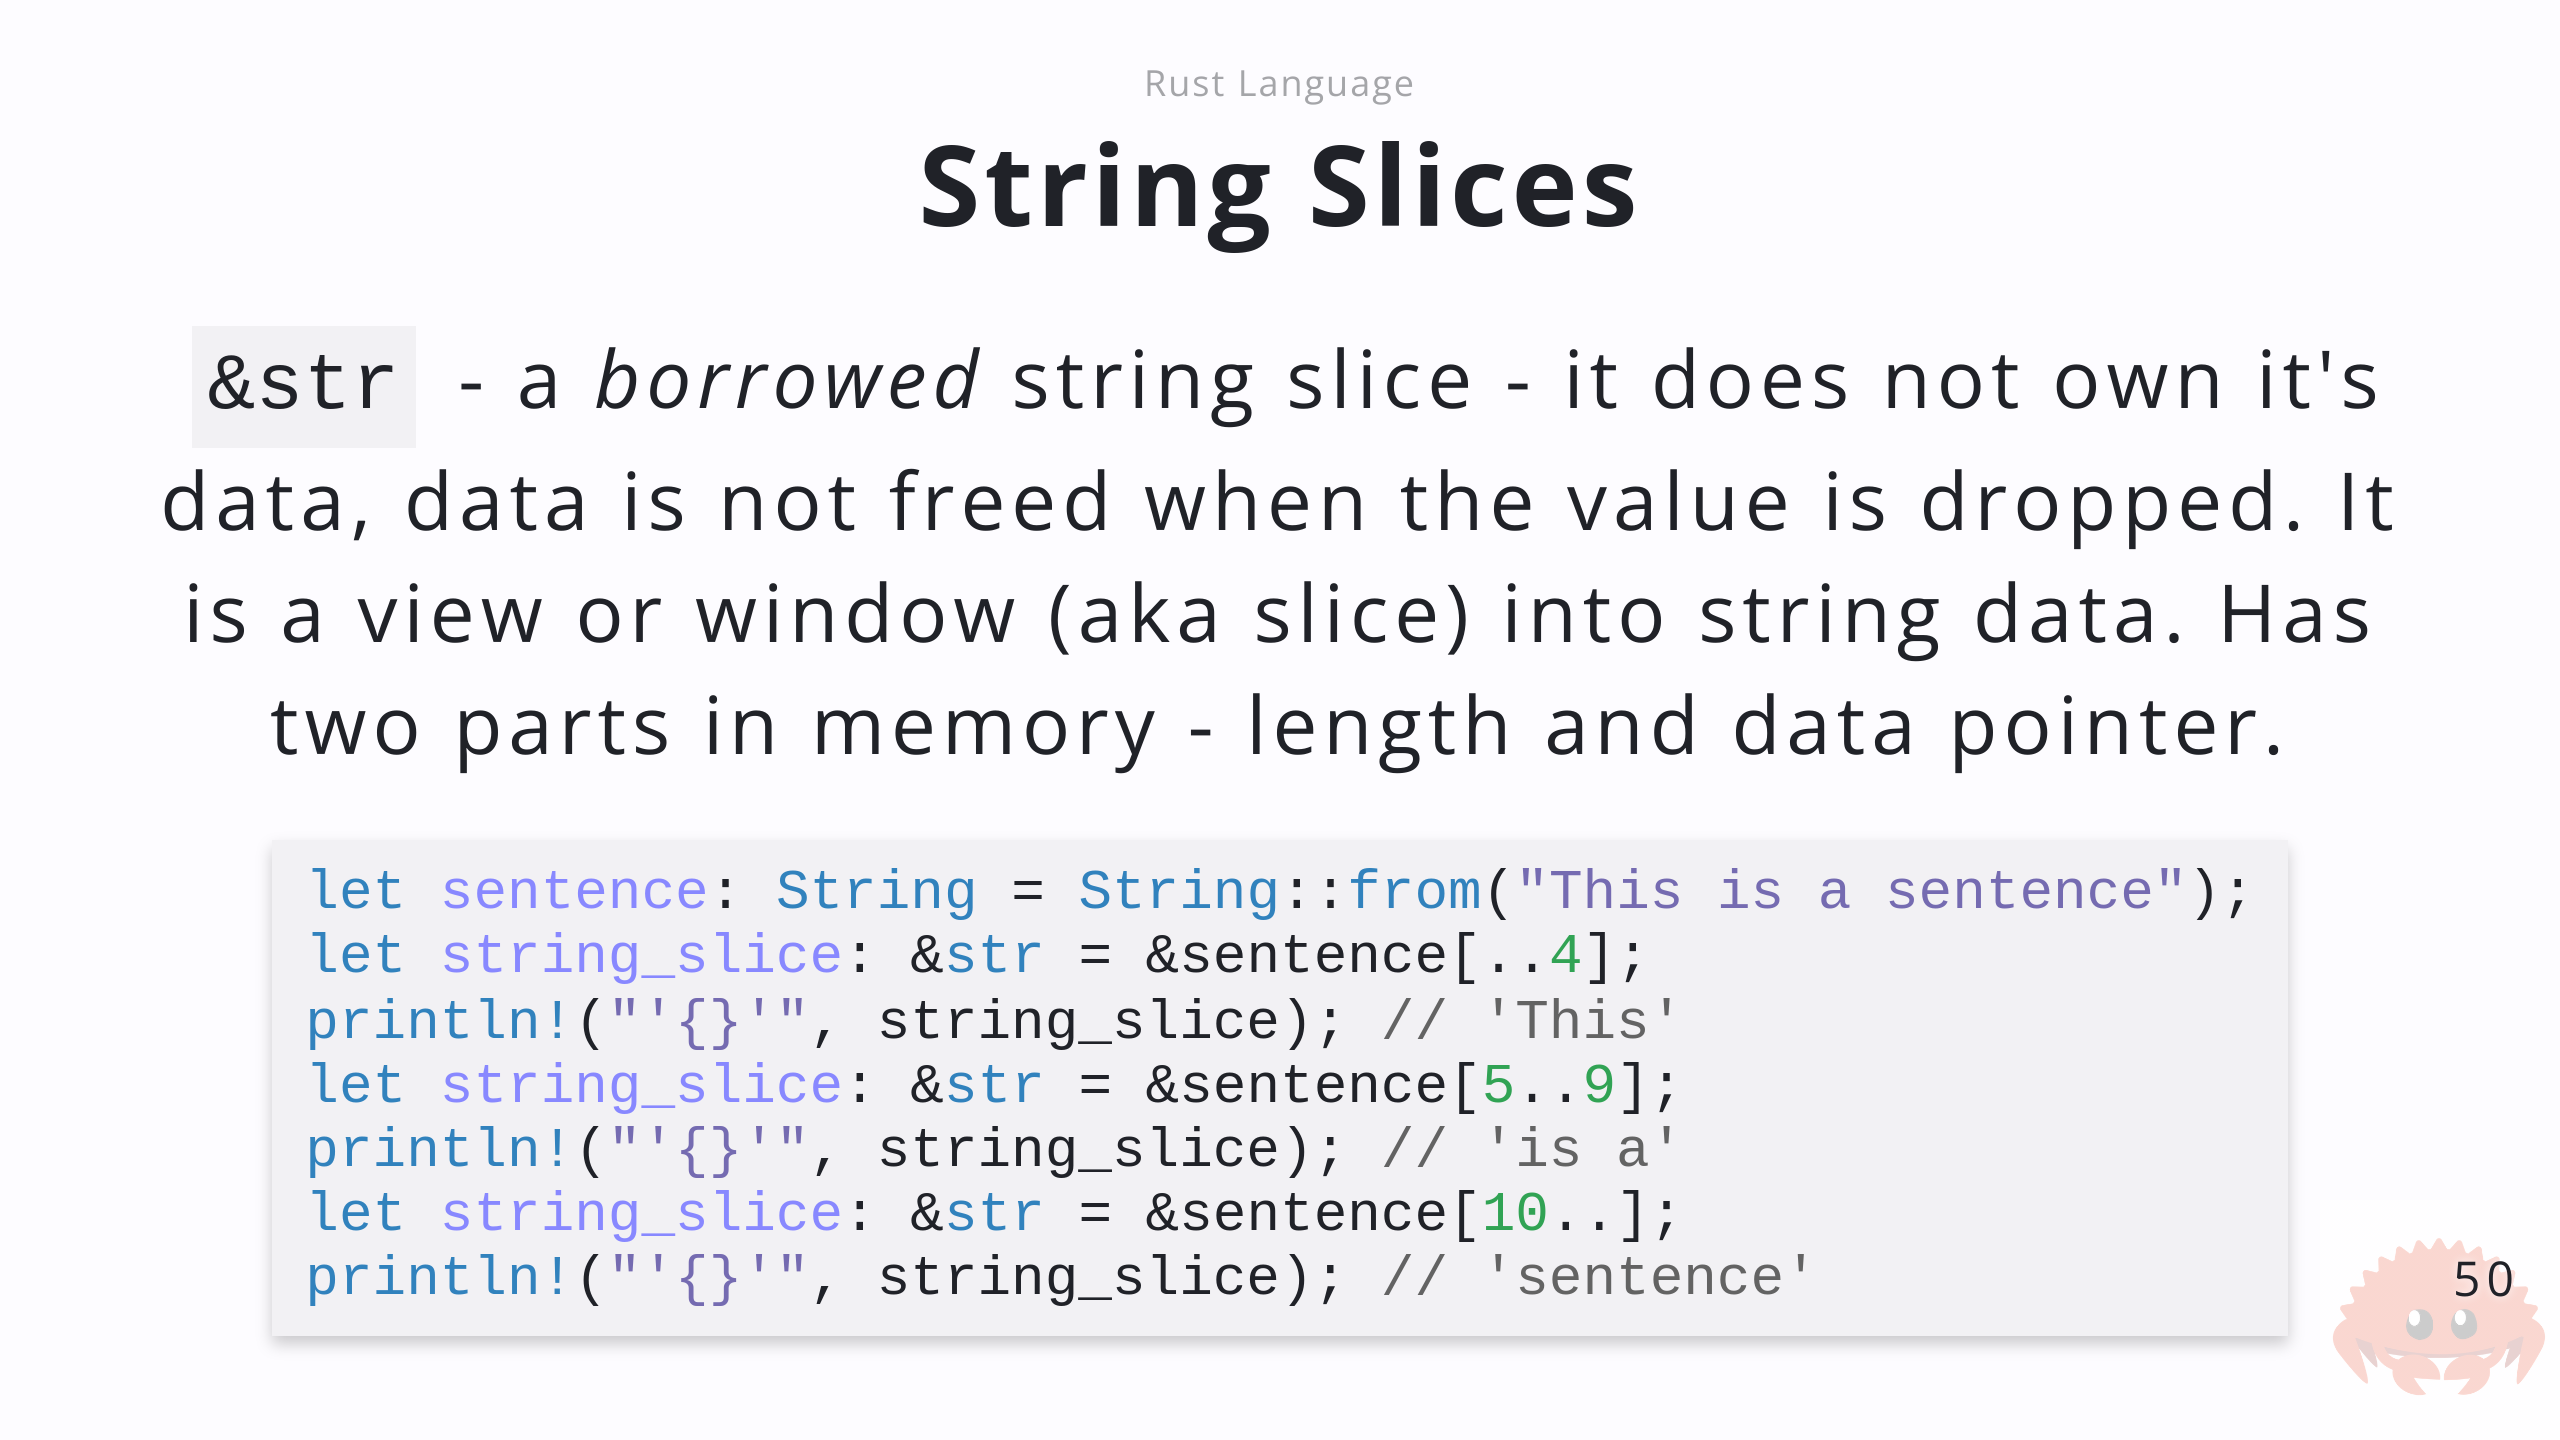 Rust Language
String Slices
&str - a borrowed string slice - it does not own it's
data, data is not freed when the value is dropped. It
is a view or window (aka slice) into string data. Has
two parts in memory - length and data pointer.
let sentence: String = String::from("This is a sentence");
let string_slice: &str = &sentence[..4];
println!("'{}'", string_slice); // 'This'
let string_slice: &str = &sentence[5..9];
println!("'{}'", string_slice); // 'is a'
let string_slice: &str = &sentence[10..];
println!("'{}'", string_slice); // 'sentence'
50